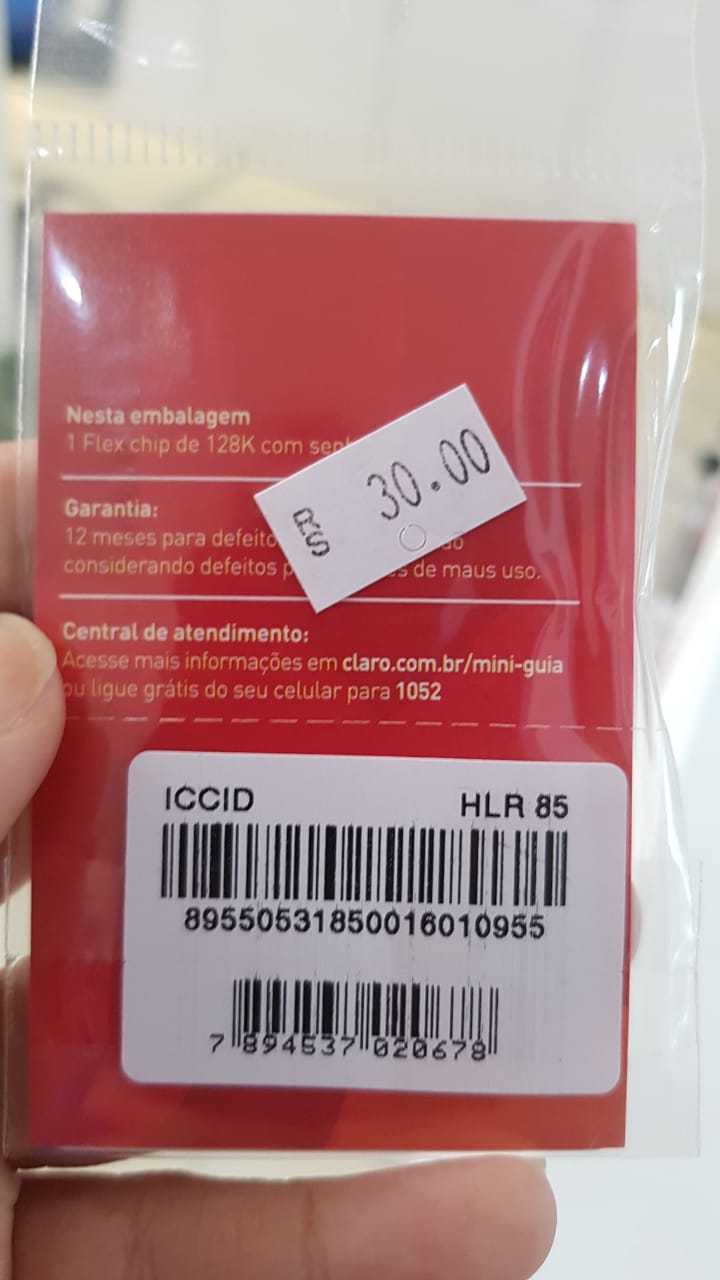 Nesta embalagem
1 Flex chip de 128K com
R$ 30.00
Garantia:
12 meses para
considerando defeitos de maus uso.
Central de atendimento:
Acesse mais informações em claro.com.br/mini-guia
ou ligue grátis do seu celular para 1052
ICCID HLR 85
89550531850016010955
7 894537 020678